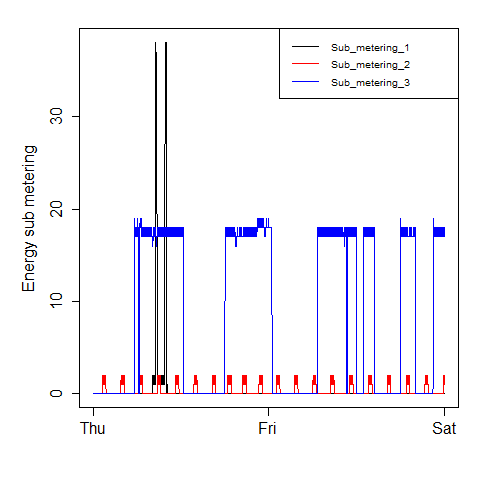 Sub_metering_1
Sub_metering_2
Sub_metering_3
Energy sub metering
30
20
10
0
Thu Fri Sat